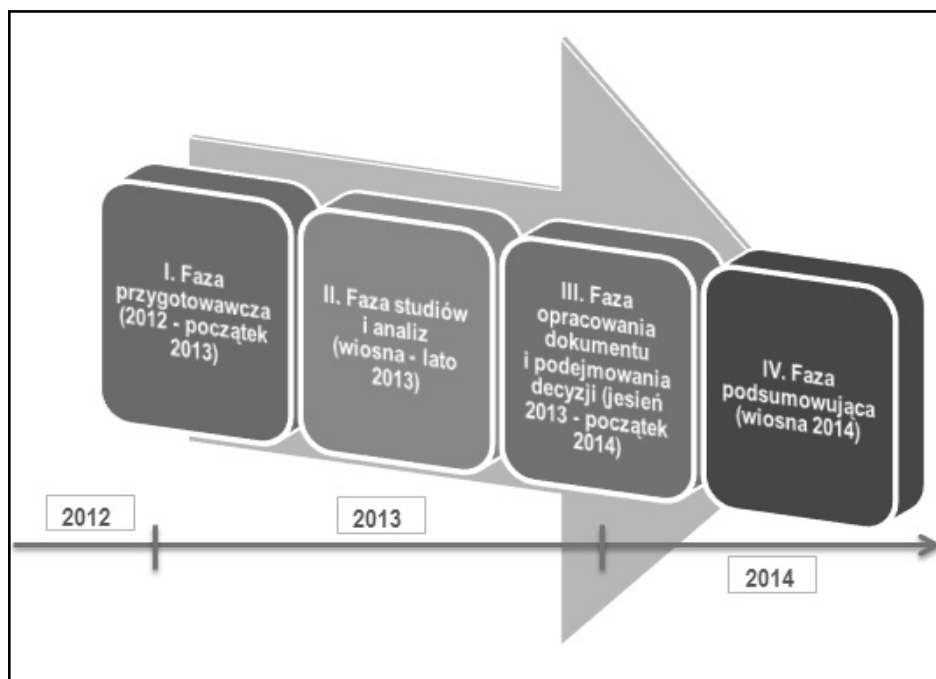 I. Faza
przygotowawcza
(2012 - początek
2013)
II. Faza studiów
i analiz
(wiosna - lato
2013)
III. Faza
opracowania
dokumentu
i podejmowania
decyzji (jesień
2013 - początek
2014)
IV. Faza
podsumowująca
(wiosna 2014)
2012
2013
2014